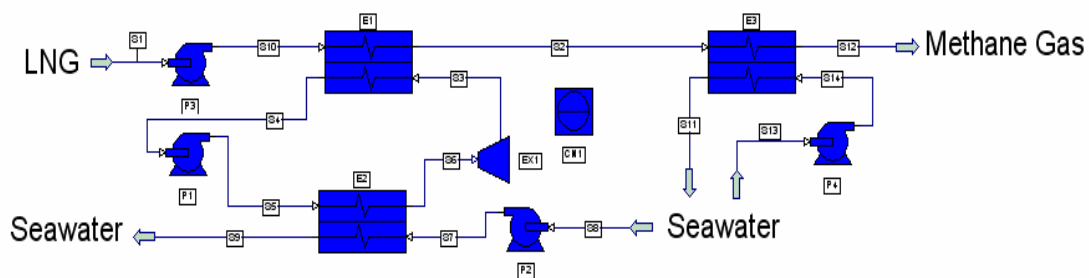 E1
E3
S1
S10
S2
S12
LNG
Methane Gas
S3
S14
P3
S4
S11
S13
CN1
EX1
P4
P1
E2
S6
S5
Seawater
S9
S7
S8
Seawater
P2